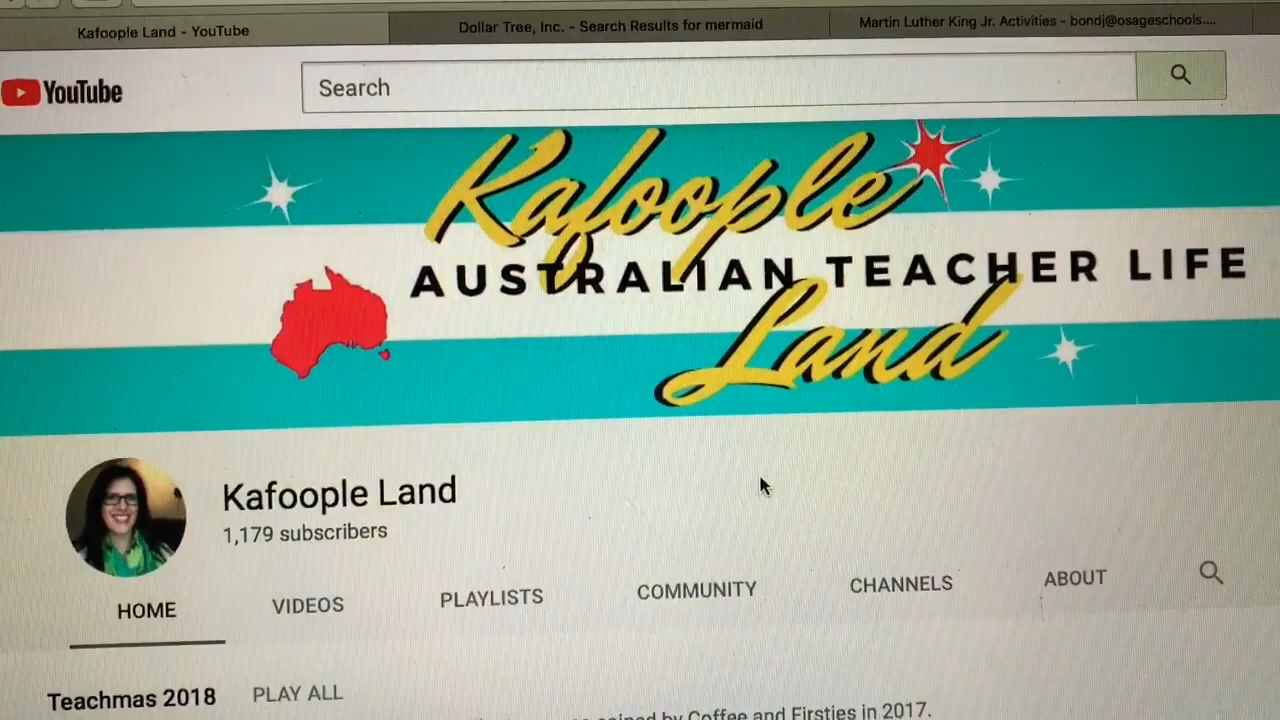 Kafoople Land - YouTube
Dollar Tree, Inc. - Search Results for mermaid
Martin Luther King Jr. Activities - bondj@osageschools....
YouTube
Search
Kafoople
AUSTRALIAN TEACHER LIFE
Land
Kafoople Land
1,179 subscribers
HOME
VIDEOS
PLAYLISTS
COMMUNITY
CHANNELS
ABOUT
Teachmas 2018
PLAY ALL
by Coffee and Firsties in 2017.